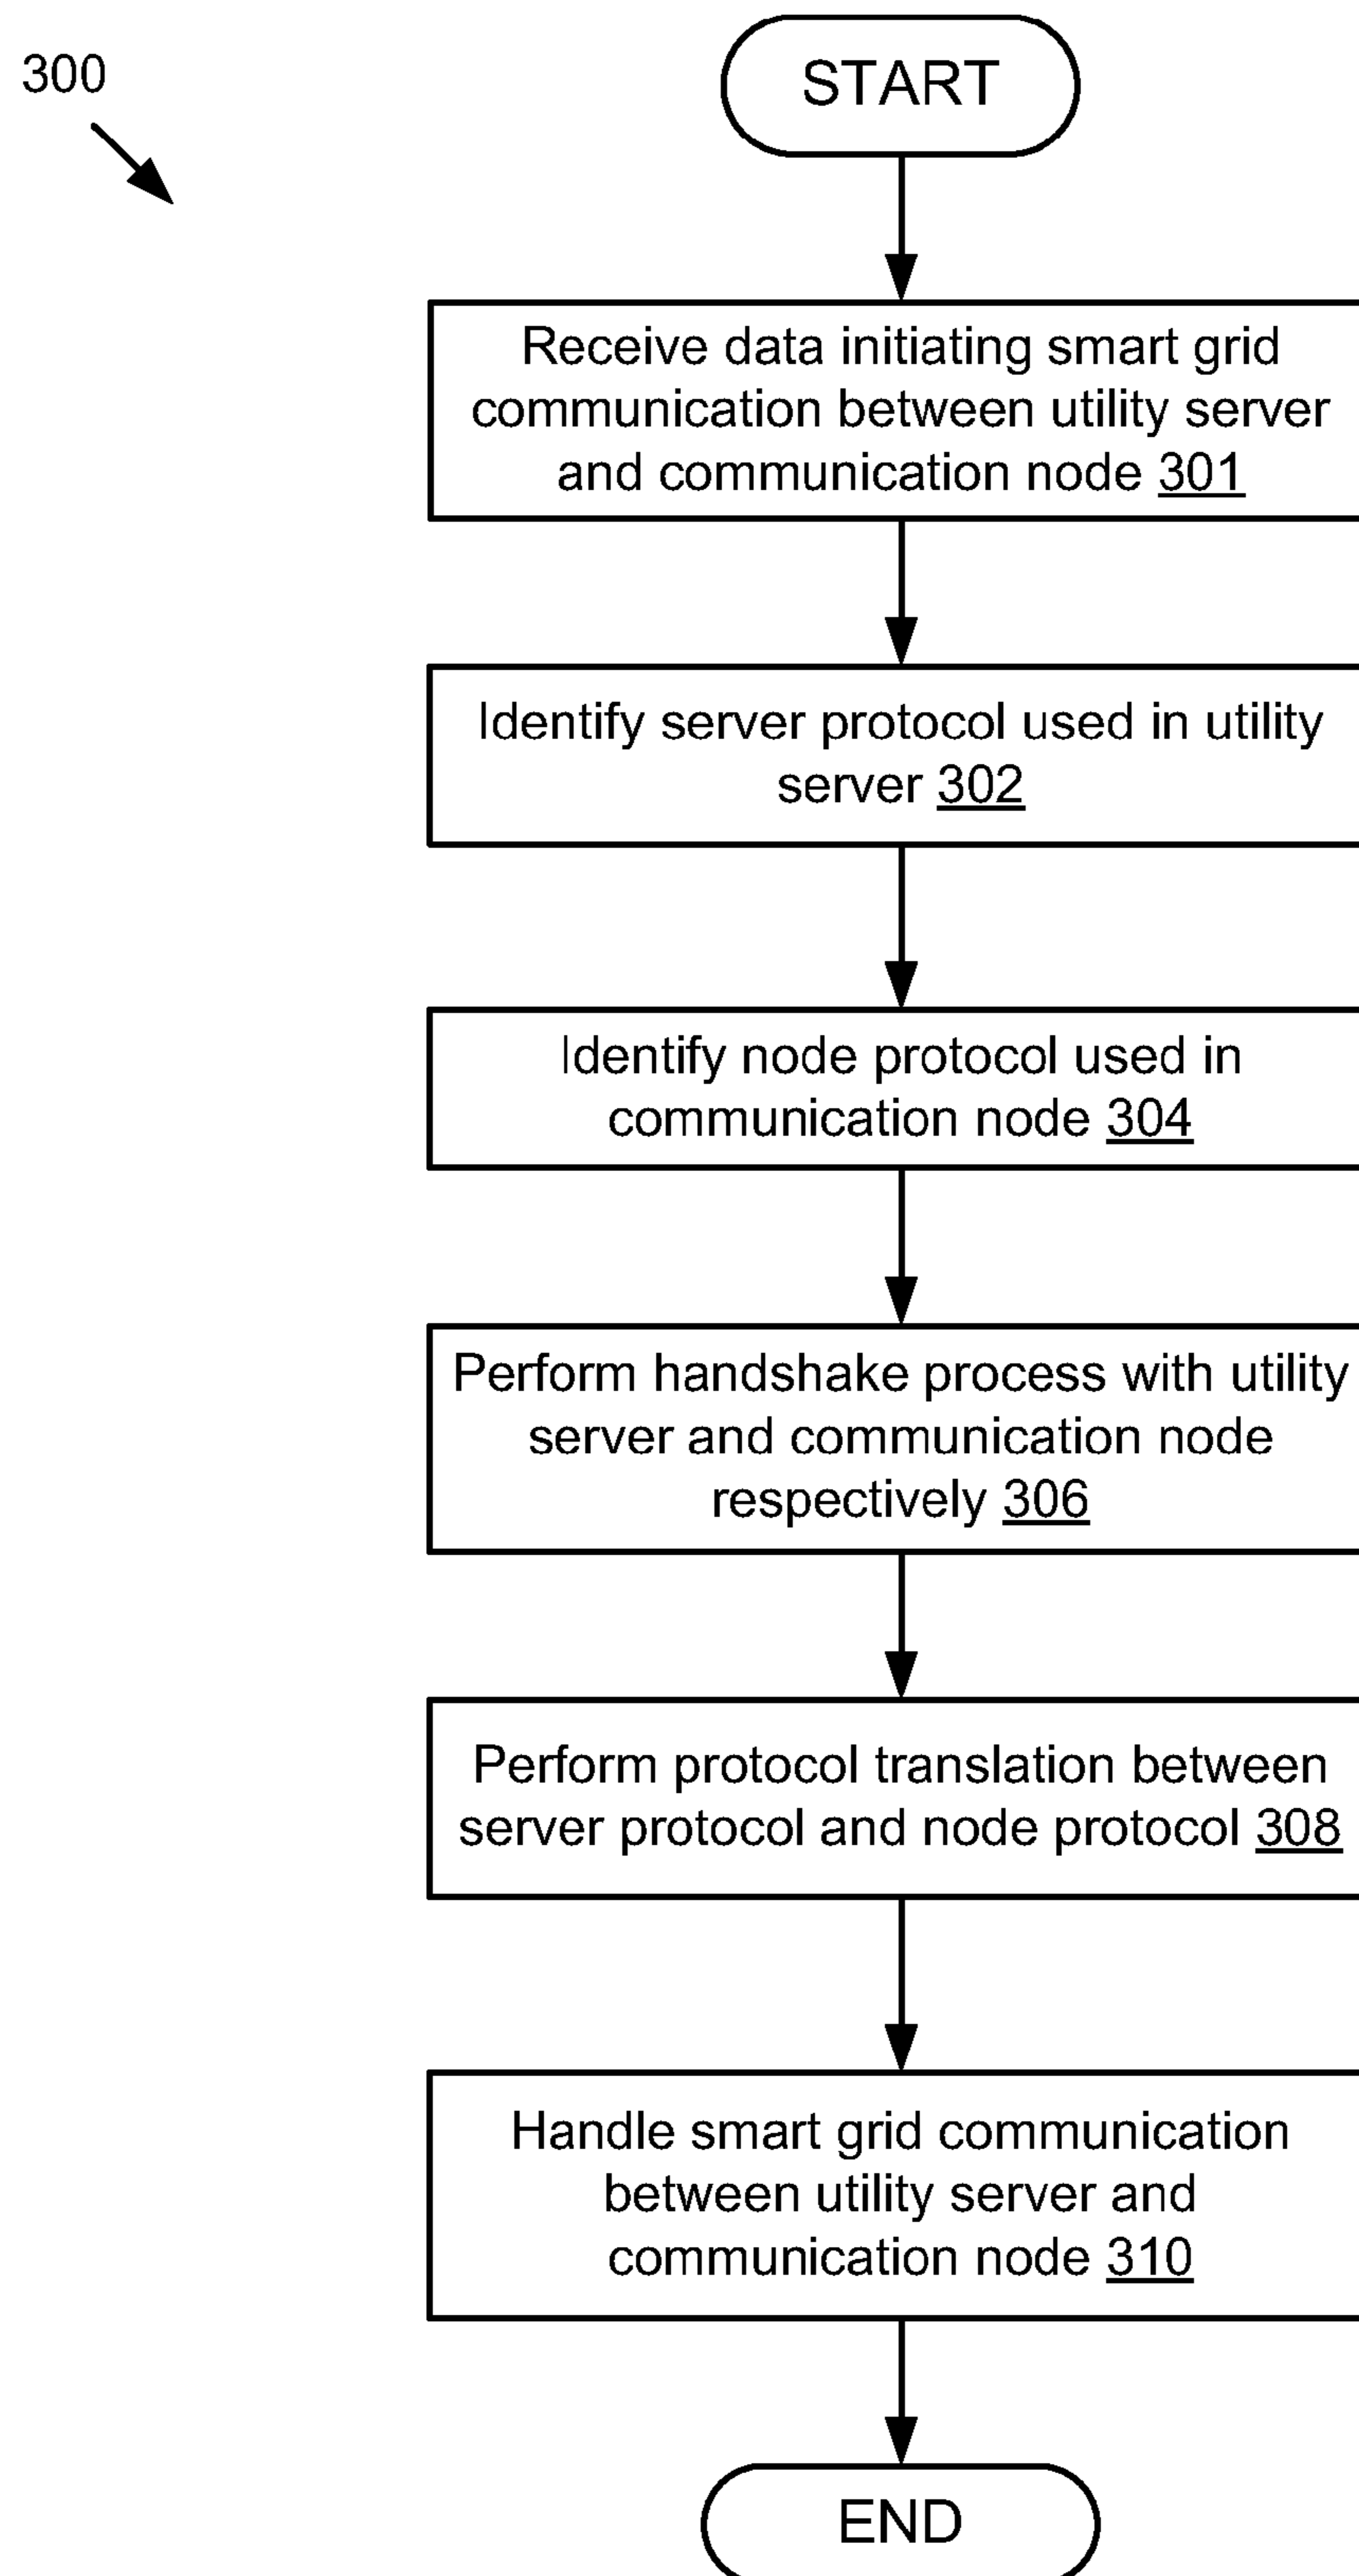 300
START
Receive data initiating smart grid
communication between utility server
and communication node 301
Identify server protocol used in utility
server 302
Identify node protocol used in
communication node 304
Perform handshake process with utility
server and communication node
respectively 306
Perform protocol translation between
server protocol and node protocol 308
Handle smart grid communication
between utility server and
communication node 310
END